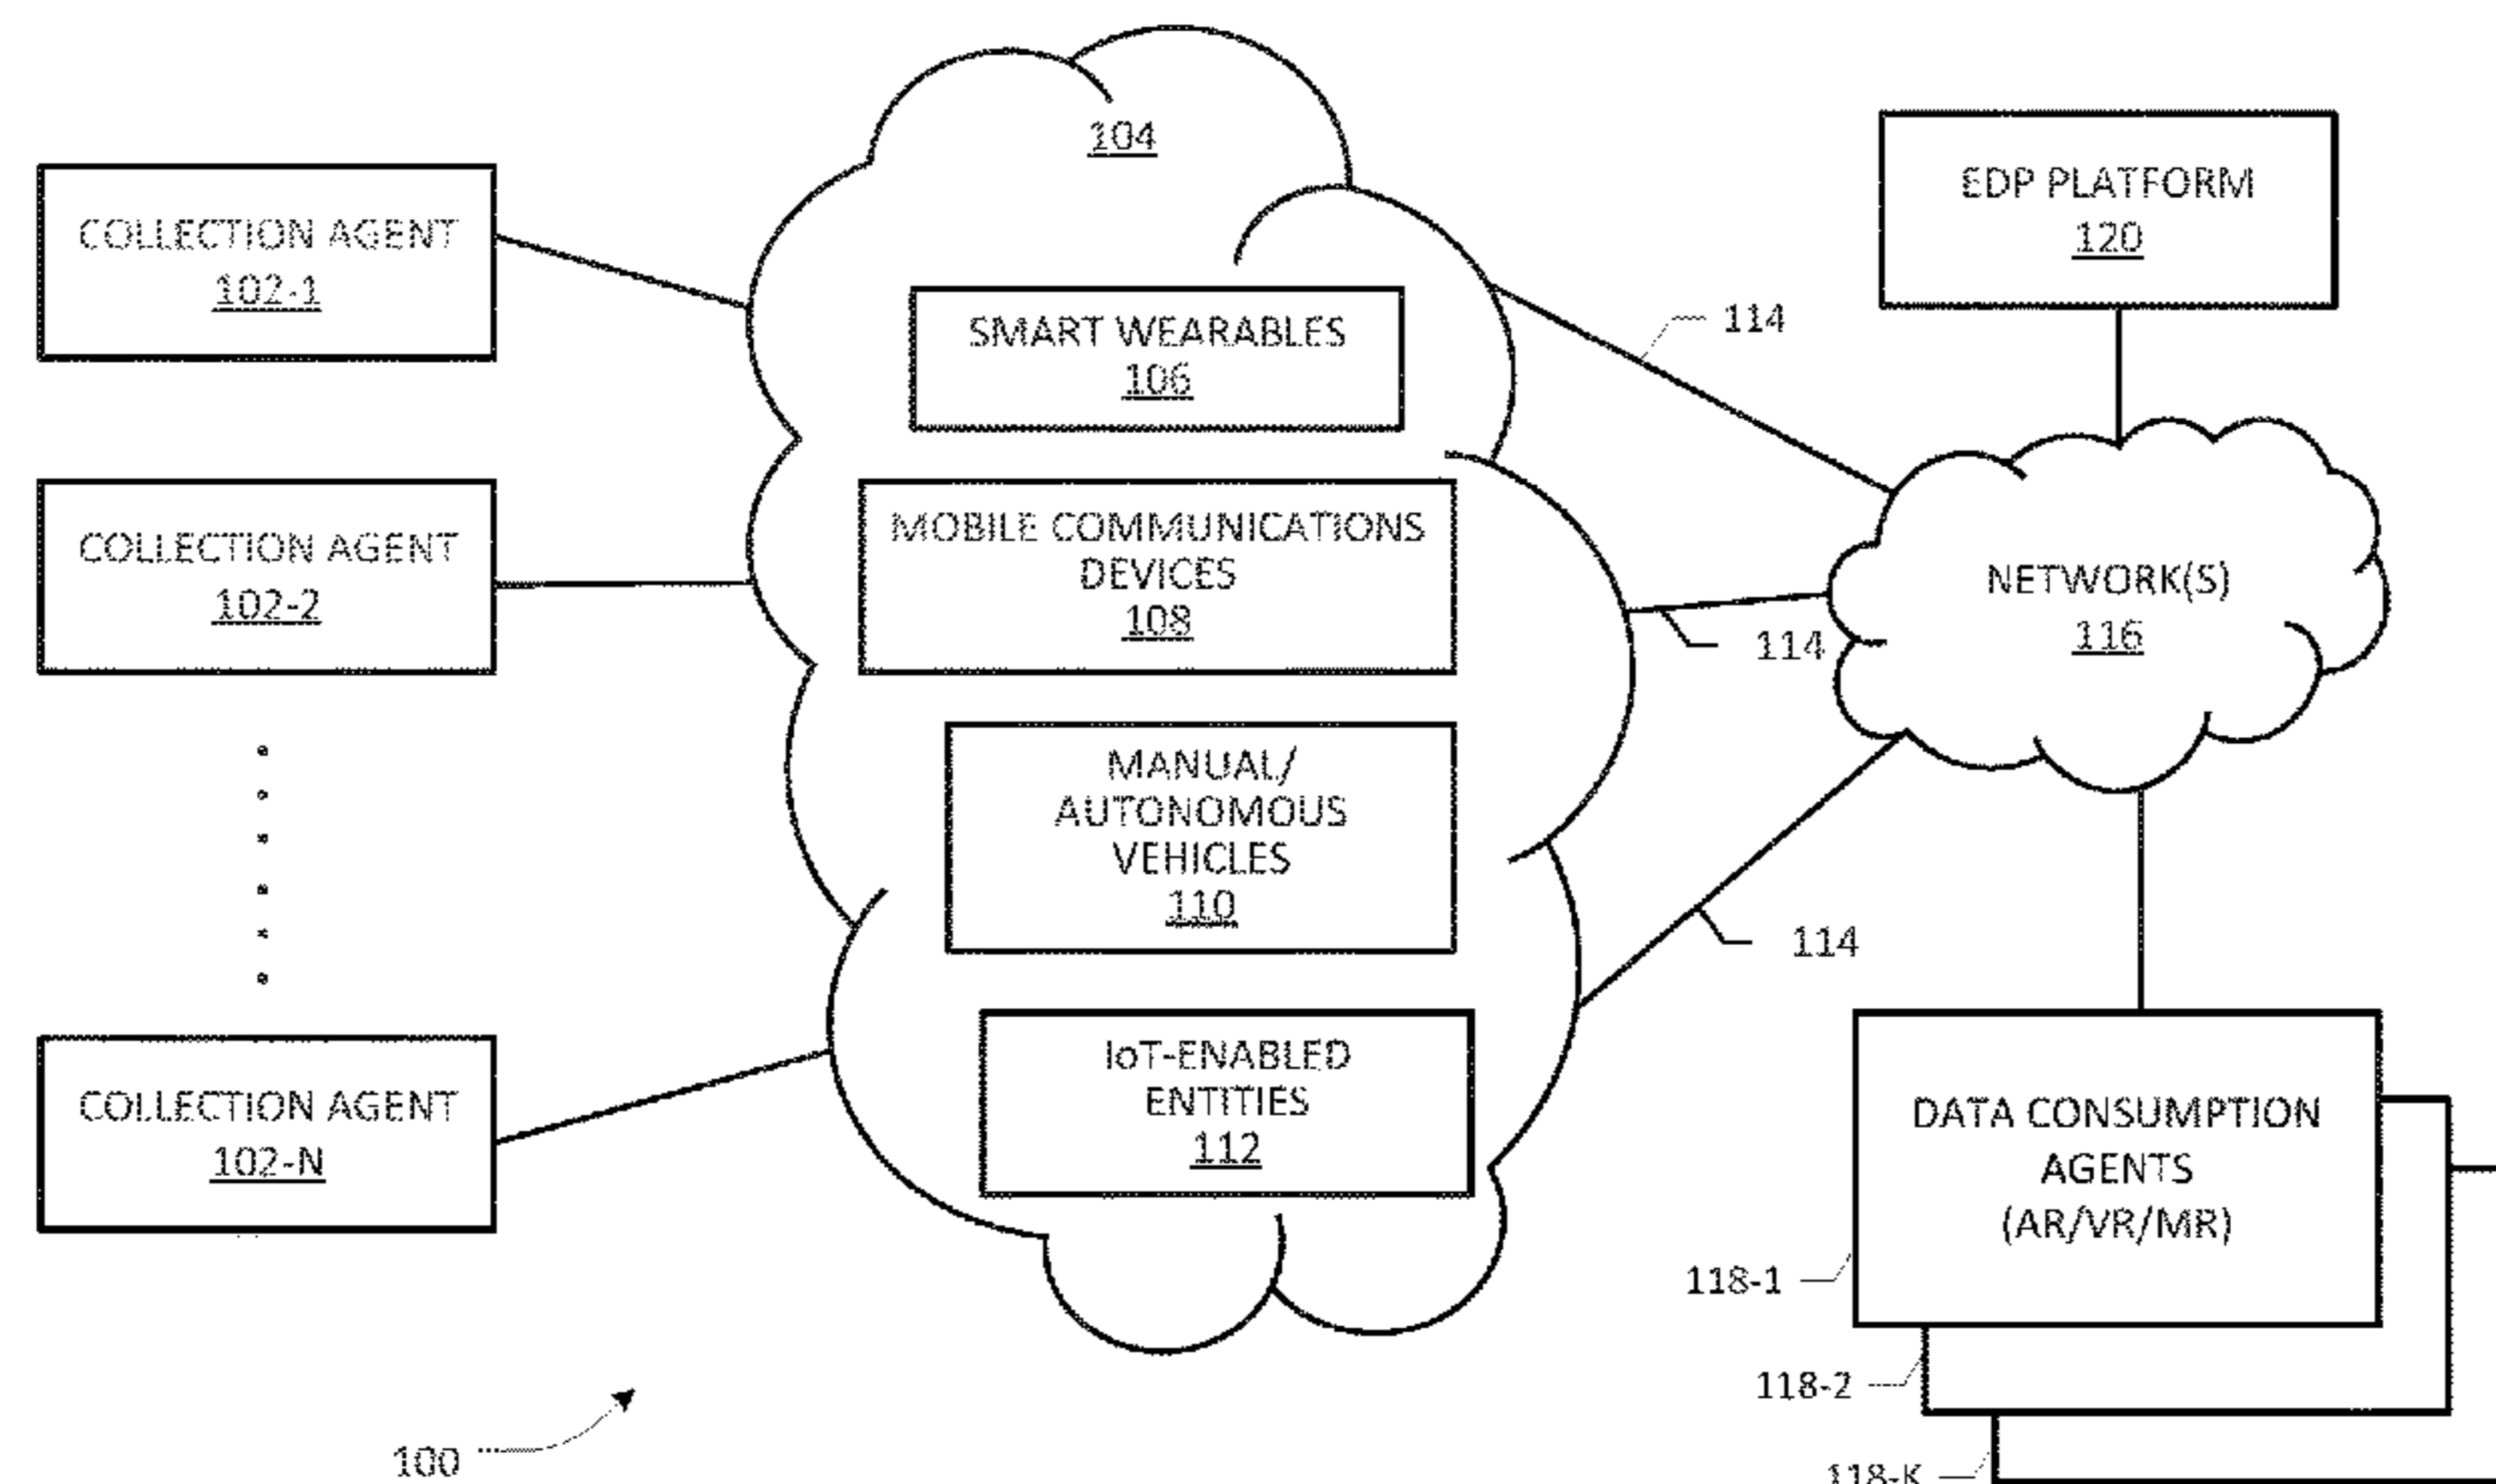 104
COLLECTION AGENT
102-1
EDP PLATFORM
120
SMART WEARABLES
106
114
COLLECTION AGENT
102-2
MOBILE COMMUNICATIONS
DEVICES
108
NETWORK(S)
116
114
MANUAL/
AUTONOMOUS
VEHICLES
110
114
COLLECTION AGENT
102-N
IoT-ENABLED
ENTITIES
112
DATA CONSUMPTION
AGENTS
(AR/VR/MR)
118-1
118-2
118-K
100